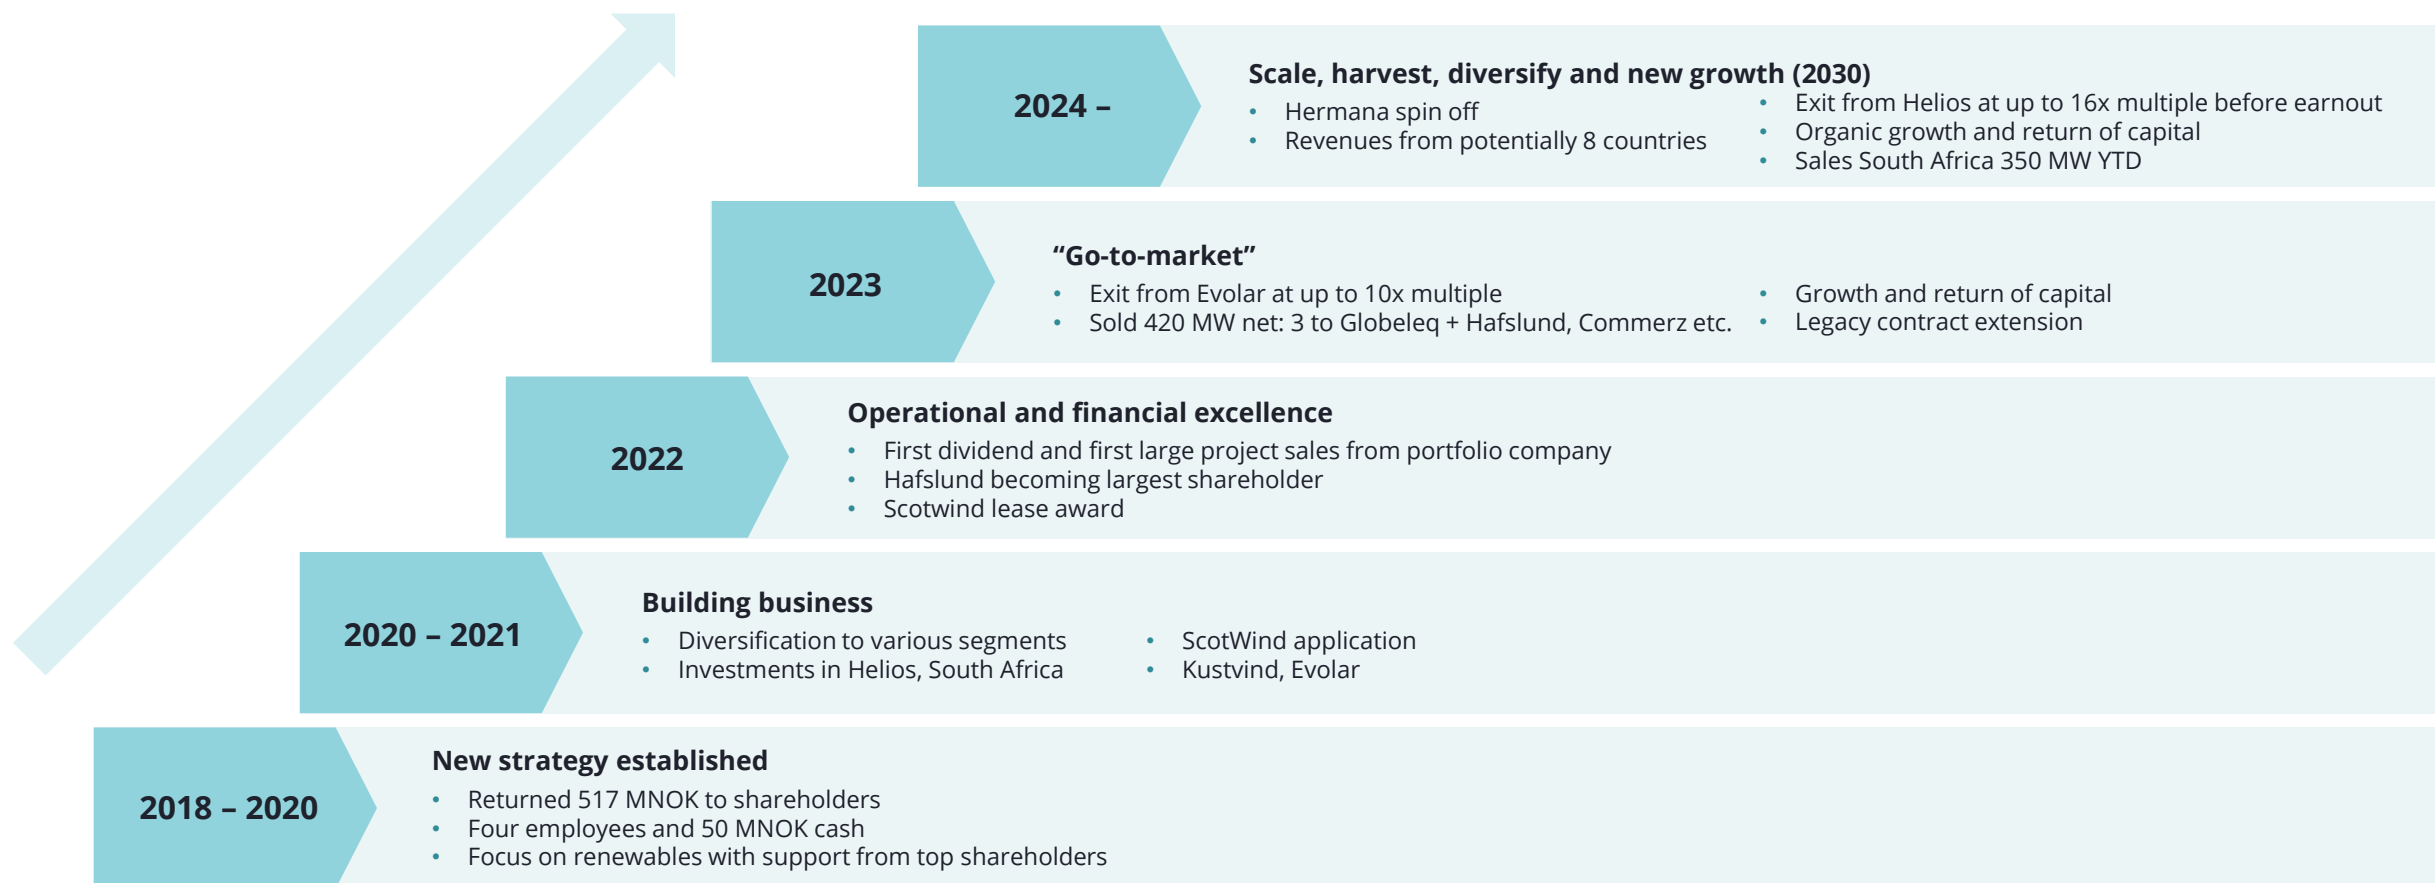 2024 –
Scale, harvest, diversify and new growth (2030)
• Hermana spin off
• Revenues from potentially 8 countries
• Exit from Helios at up to 16x multiple before earnout
• Organic growth and return of capital
• Sales South Africa 350 MW YTD
2023
“Go-to-market”
• Exit from Evolar at up to 10x multiple
• Sold 420 MW net: 3 to Globeleq + Hafslund, Commerz etc.
• Growth and return of capital
• Legacy contract extension
2022
Operational and financial excellence
• First dividend and first large project sales from portfolio company
• Hafslund becoming largest shareholder
• Scotwind lease award
2020 – 2021
Building business
• Diversification to various segments
• Investments in Helios, South Africa
• ScotWind application
• Kustvind, Evolar
2018 – 2020
New strategy established
• Returned 517 MNOK to shareholders
• Four employees and 50 MNOK cash
• Focus on renewables with support from top shareholders